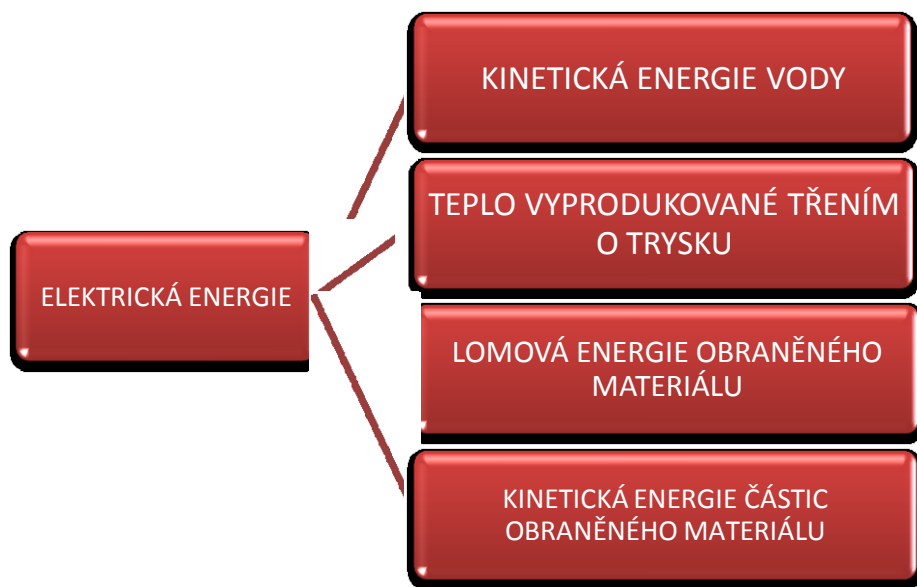 KINETICKÁ ENERGIE VODY
TEPLO VYPRODUKOVANÉ TŘENÍM
O TRYSKU
ELEKTRICKÁ ENERGIE
LOMOVÁ ENERGIE OBRANĚNÉHO
MATERIÁLU
KINETICKÁ ENERGIE ČÁSTIC
OBRANĚNÉHO MATERIÁLU